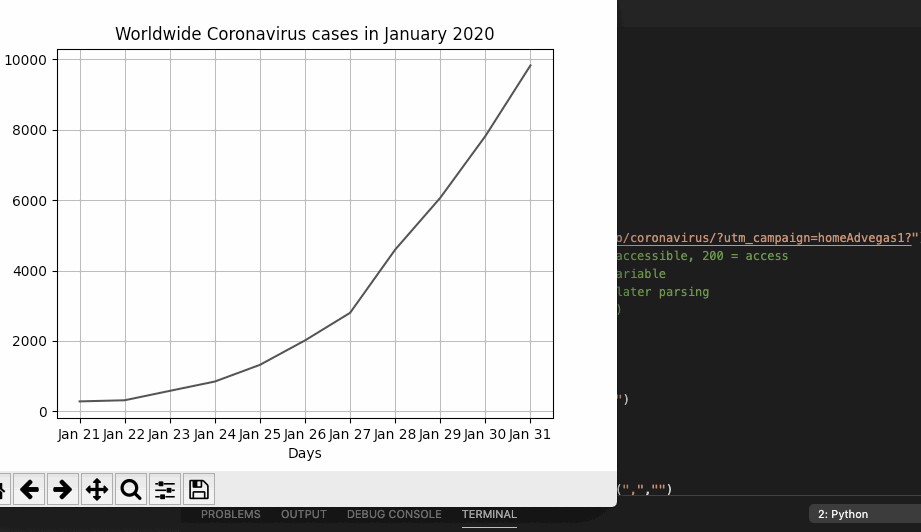 Worldwide Coronavirus cases in January 2020
10000
8000
6000
4000
2000
0
Jan 21 Jan 22 Jan 23 Jan 24 Jan 25 Jan 26 Jan 27 Jan 28 Jan 29 Jan 30 Jan 31
Days
o/coronavirus/?utm_campaign=homeAdvegas1?"
accessible, 200 = access
ariable
later parsing
)
")
(",","")
PROBLEMS OUTPUT DEBUG CONSOLE TERMINAL
2: Python